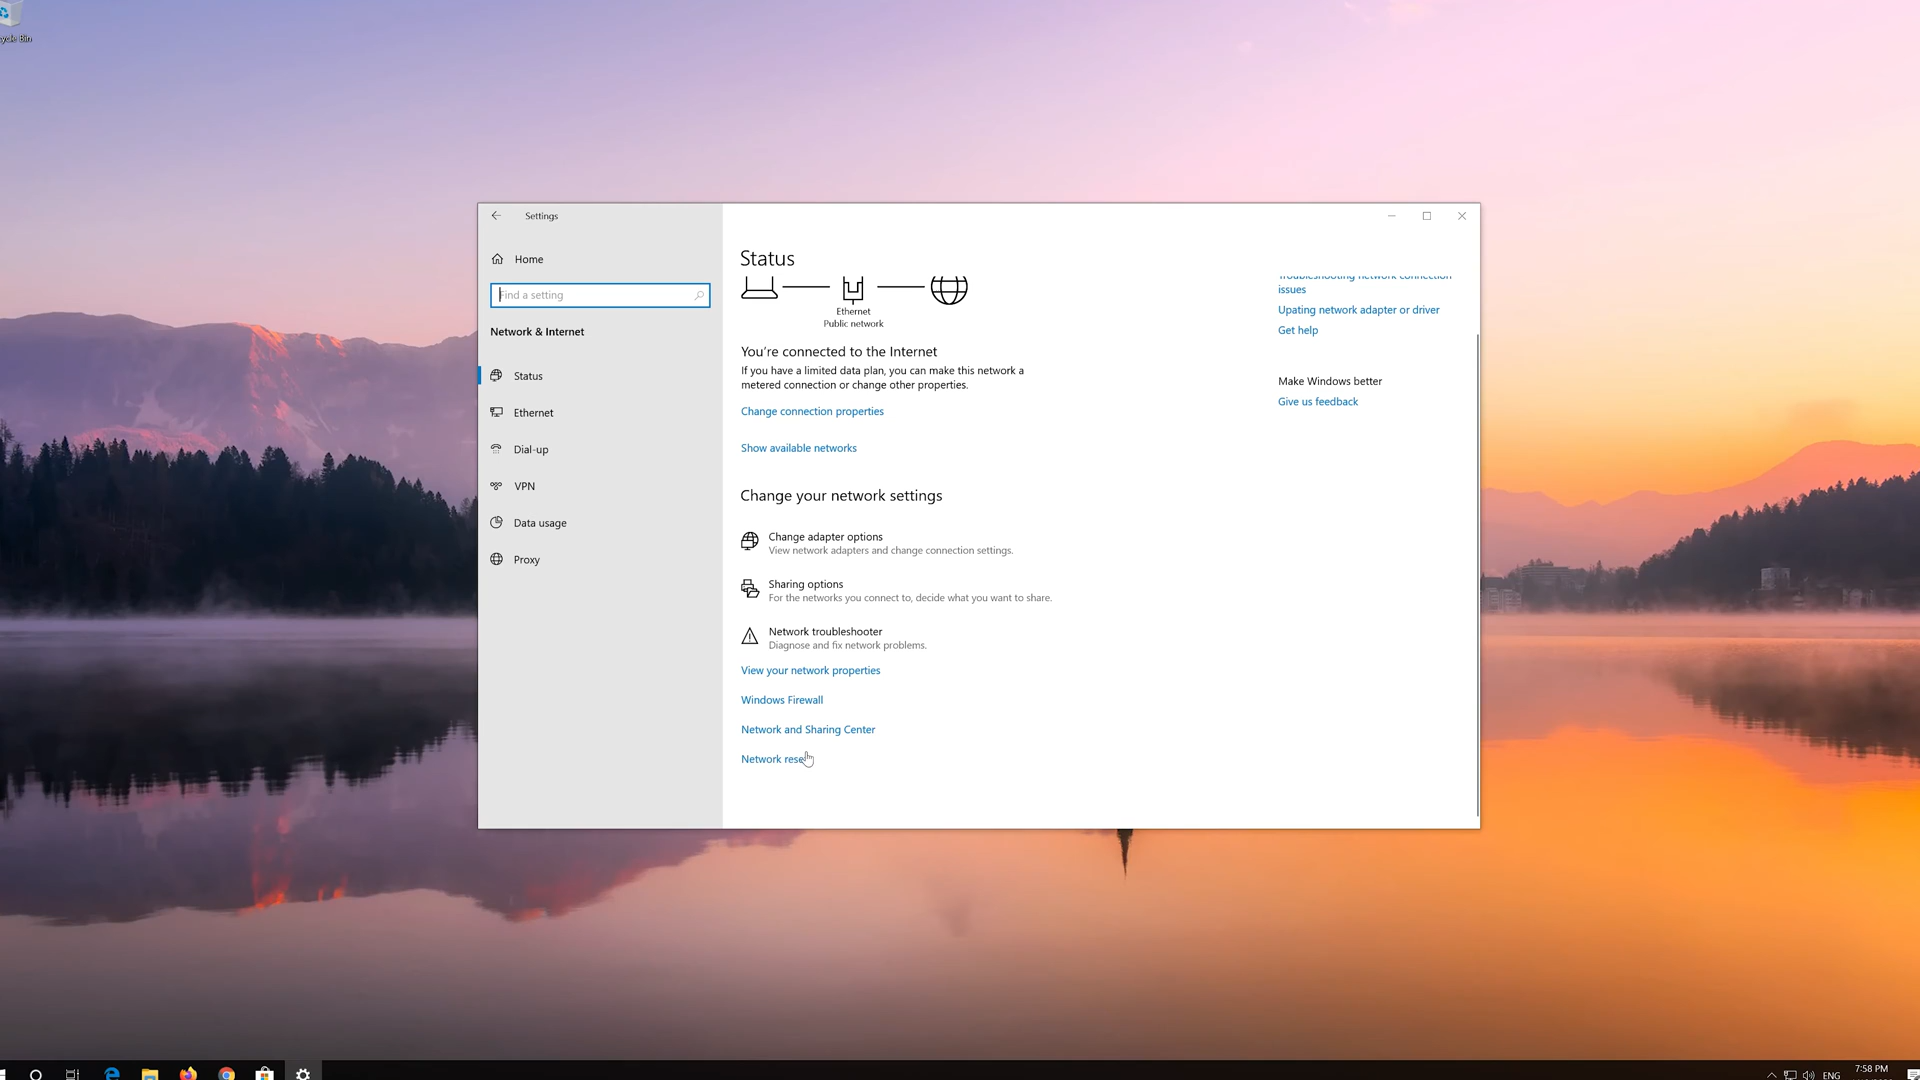 Settings
Home
Find a setting
Network & Internet
Status
Ethernet
Dial-up
VPN
Data usage
Proxy
Status
Ethernet
Public network
You're connected to the Internet
If you have a limited data plan, you can make this network a
metered connection or change other properties.
Change connection properties
Show available networks
Change your network settings
Change adapter options
View network adapters and change connection settings.
Sharing options
For the networks you connect to, decide what you want to share.
Network troubleshooter
Diagnose and fix network problems.
View your network properties
Windows Firewall
Network and Sharing Center
Network reset
Troubleshooting network connection
issues
Upating network adapter or driver
Get help
Make Windows better
Give us feedback
ENG
7:58 PM